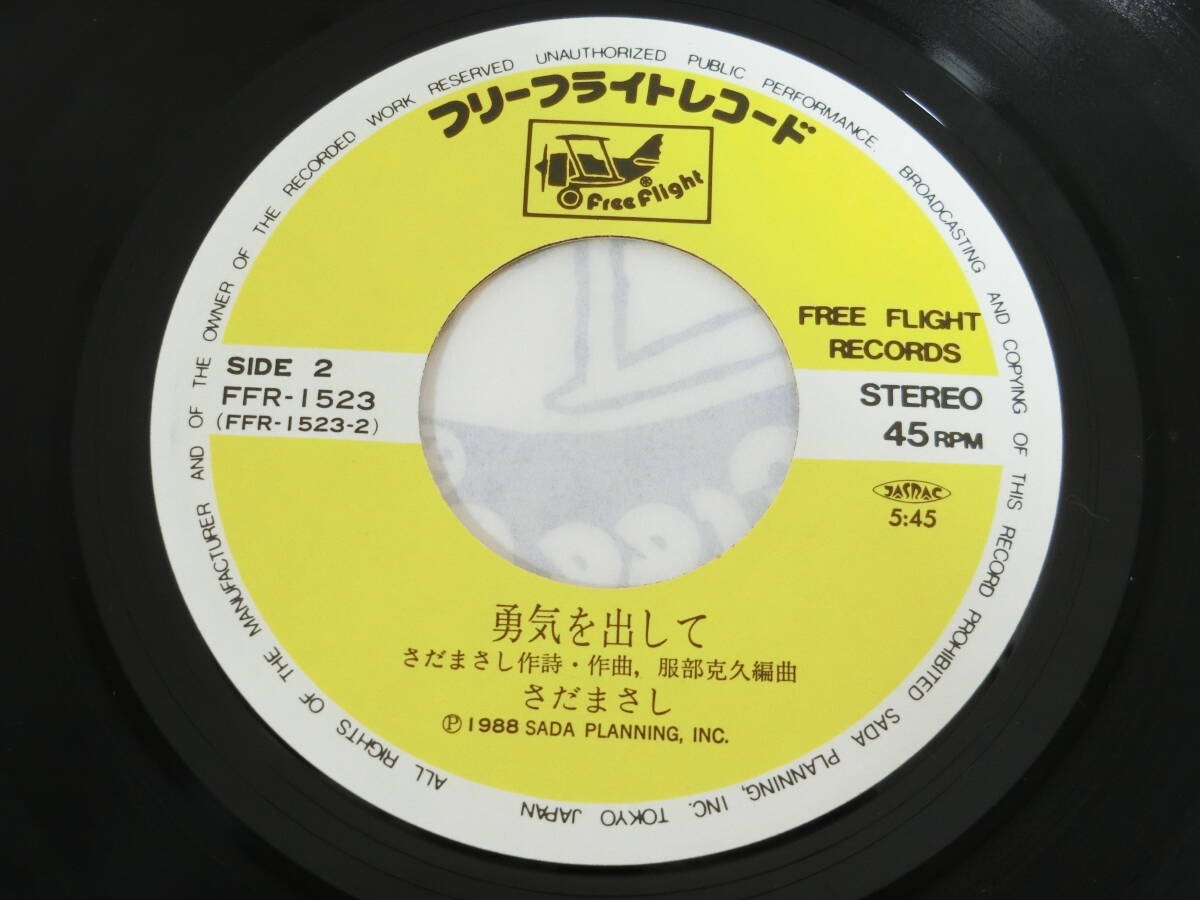 フリーフライトレコード
Free Flight
FREE FLIGHT
RECORDS
SIDE 2
FFR-1523
(FFR-1523-2)
STEREO
45 RPM
JASRAC
5:45
勇気を出して
さだまさし作詩・作曲, 服部克久編曲
さだまさし
Ⓟ1988 SADA PLANNING, INC.
ALL RIGHTS OF THE MANUFACTURER AND OF THE OWNER OF THE RECORDED WORK RESERVED UNAUTHORIZED PUBLIC PERFORMANCE. BROADCASTING AND COPYING OF THIS RECORD PROHIBITED SADA PLANNING, INC. TOKYO JAPAN